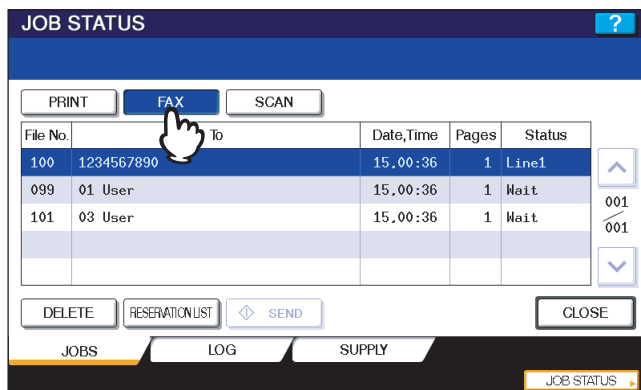 JOB STATUS ?
PRINT FAX SCAN
File No. To Date,Time Pages Status
100 1234567890 15,00:36 1 Line1
099 01 User 15,00:36 1 Wait
101 03 User 15,00:36 1 Wait
001
001
DELETE RESERVATION LIST SEND CLOSE
JOBS LOG SUPPLY
JOB STATUS